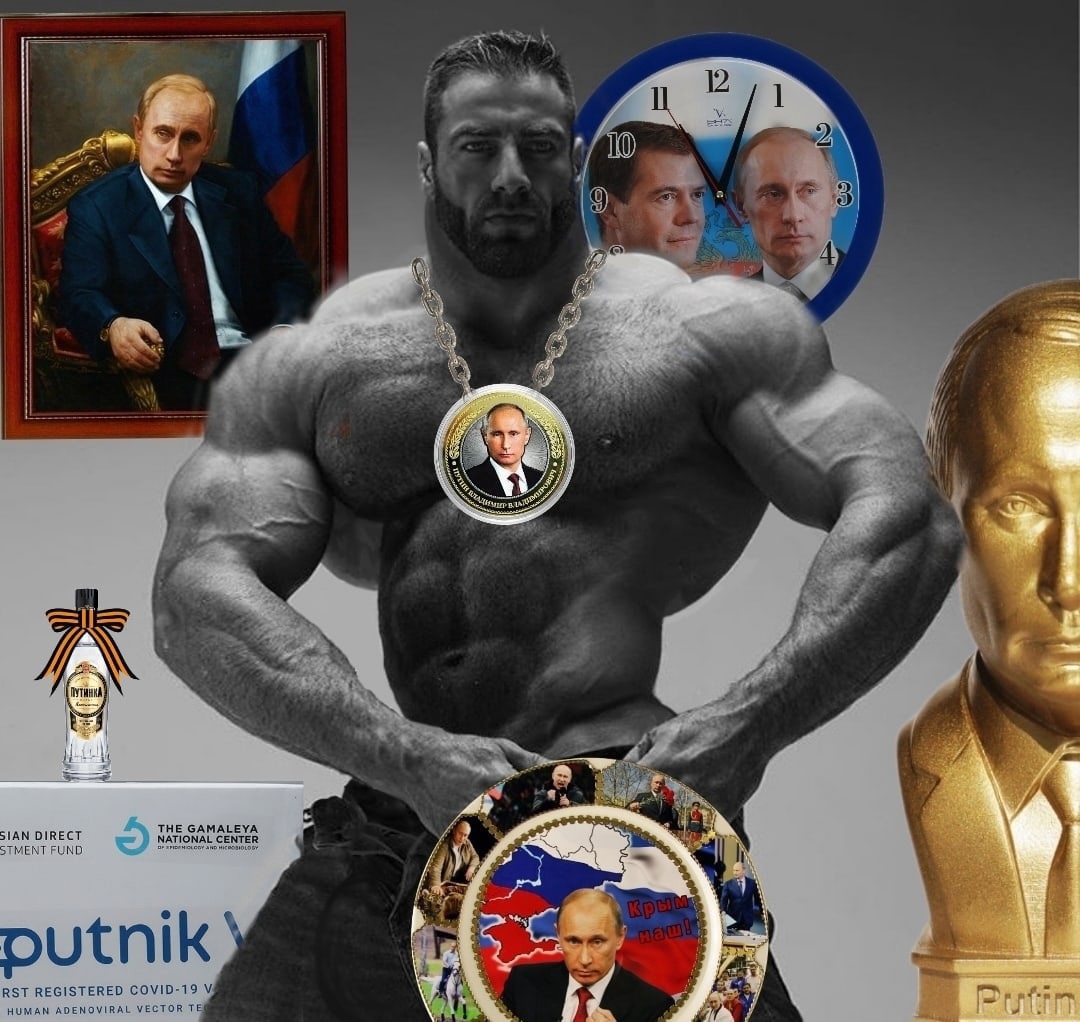 12
11
1
10
2
9
3
4
ПУТИН ВЛАДИМИР ВЛАДИМИРОВИЧ
ПУТИНКА
SIAN DIRECT
STMENT FUND
THE GAMALEYA
NATIONAL CENTER
OF EPIDEMIOLOGY AND MICROBIOLOGY
putnik V
RST REGISTERED COVID-19 V
HUMAN ADENOVIRAL VECTOR TEC
Крым
наш!
Putin